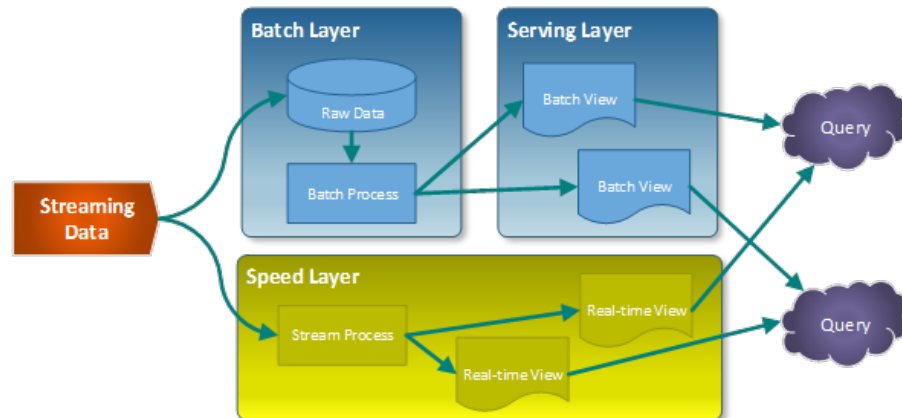 Batch Layer
Serving Layer
Raw Data
Batch View
Query
Batch Process
Batch View
Streaming
Data
Speed Layer
Real-time View
Query
Stream Process
Real-time View